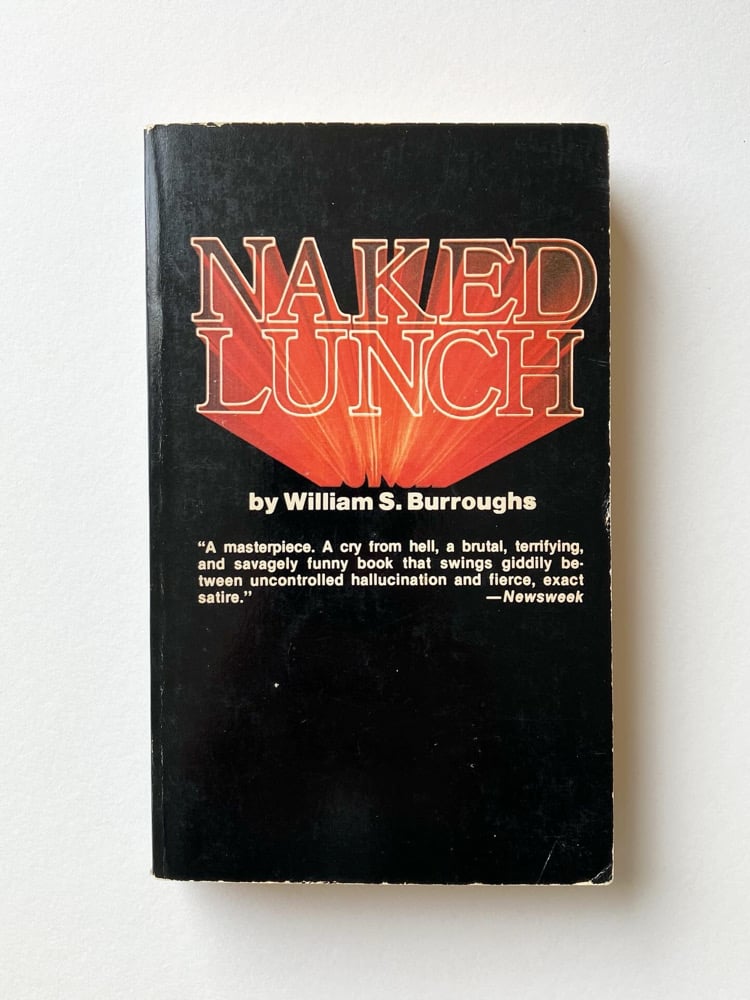 NAKED
LUNCH
by William S. Burroughs
“A masterpiece. A cry from hell, a brutal, terrifying,
and savagely funny book that swings giddily be-
tween uncontrolled hallucination and fierce, exact
satire.” —Newsweek